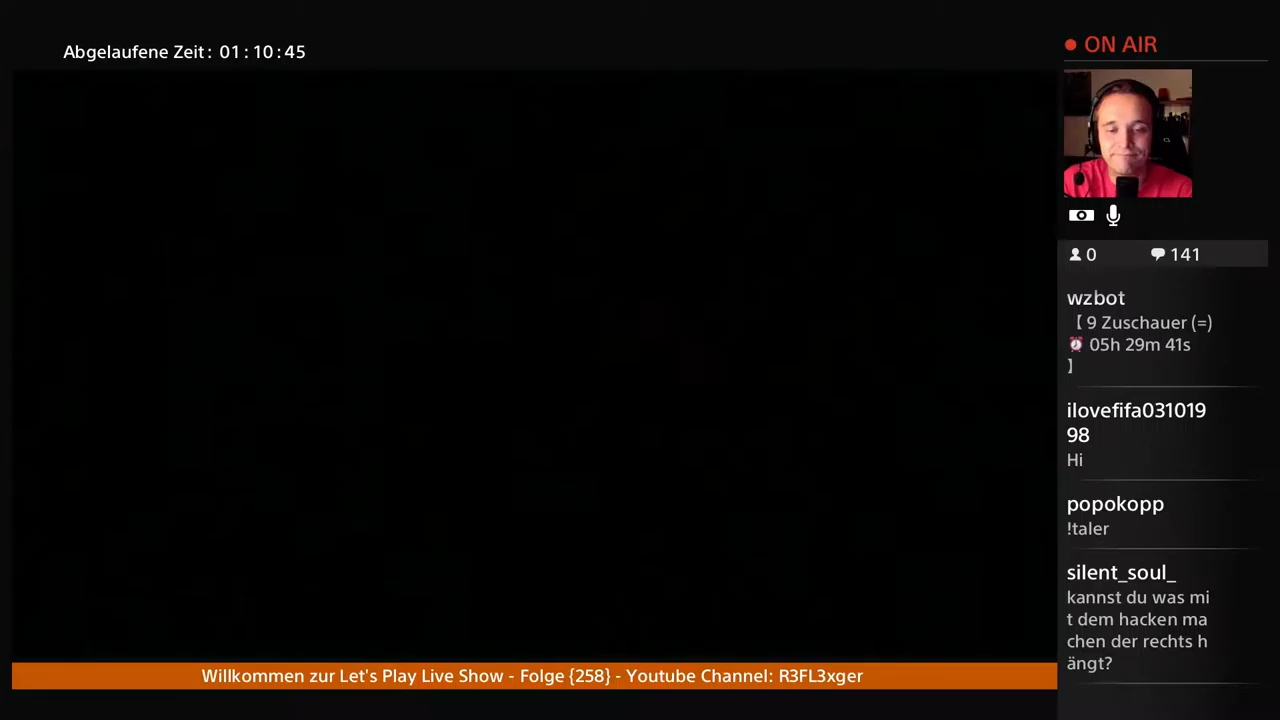 Abgelaufene Zeit: 01:10:45
ON AIR
0 141
wzbot
【 9 Zuschauer (=)
⏰ 05h 29m 41s
】
ilovefifa031019
98
Hi
popokopp
!taler
silent_soul_
kannst du was mi
t dem hacken ma
chen der rechts h
ängt?
Willkommen zur Let's Play Live Show - Folge {258} - Youtube Channel: R3FL3xger